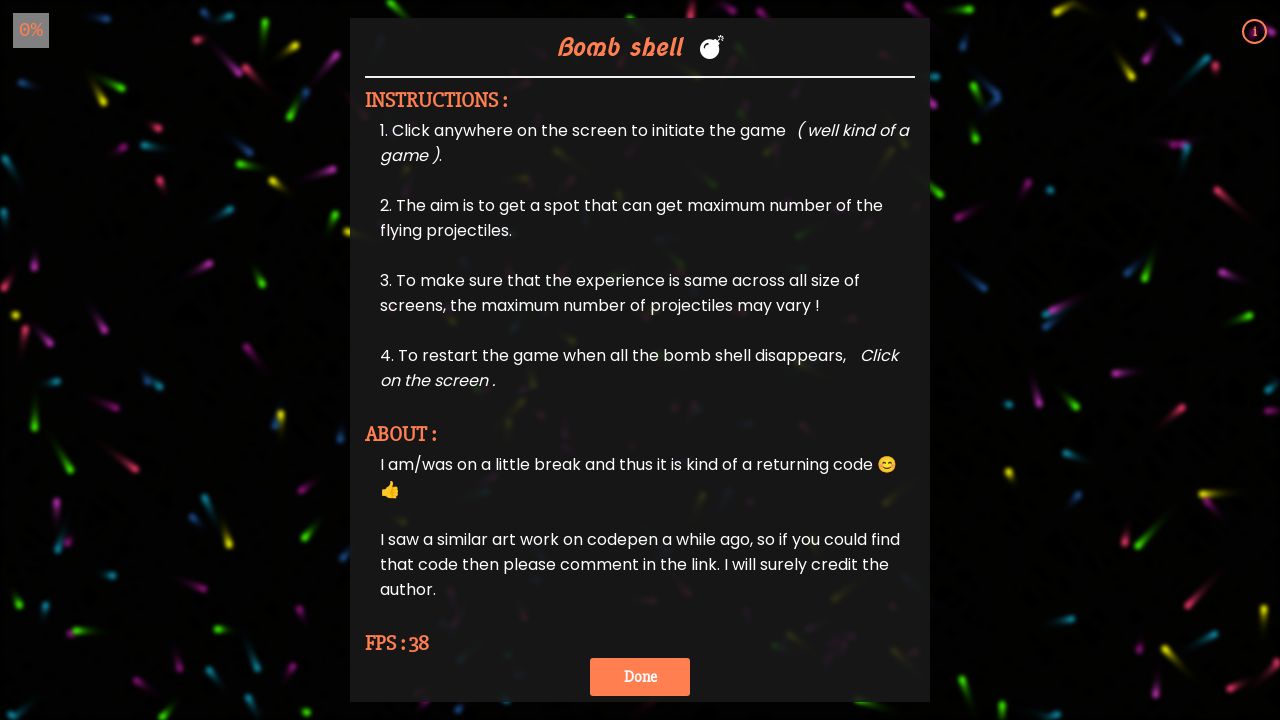 0%
i
Bomb shell 💣
INSTRUCTIONS :
1. Click anywhere on the screen to initiate the game ( well kind of a
game ).
2. The aim is to get a spot that can get maximum number of the
flying projectiles.
3. To make sure that the experience is same across all size of
screens, the maximum number of projectiles may vary !
4. To restart the game when all the bomb shell disappears, Click
on the screen .
ABOUT :
I am/was on a little break and thus it is kind of a returning code 😊
👍
I saw a similar art work on codepen a while ago, so if you could find
that code then please comment in the link. I will surely credit the
author.
FPS : 38
Done